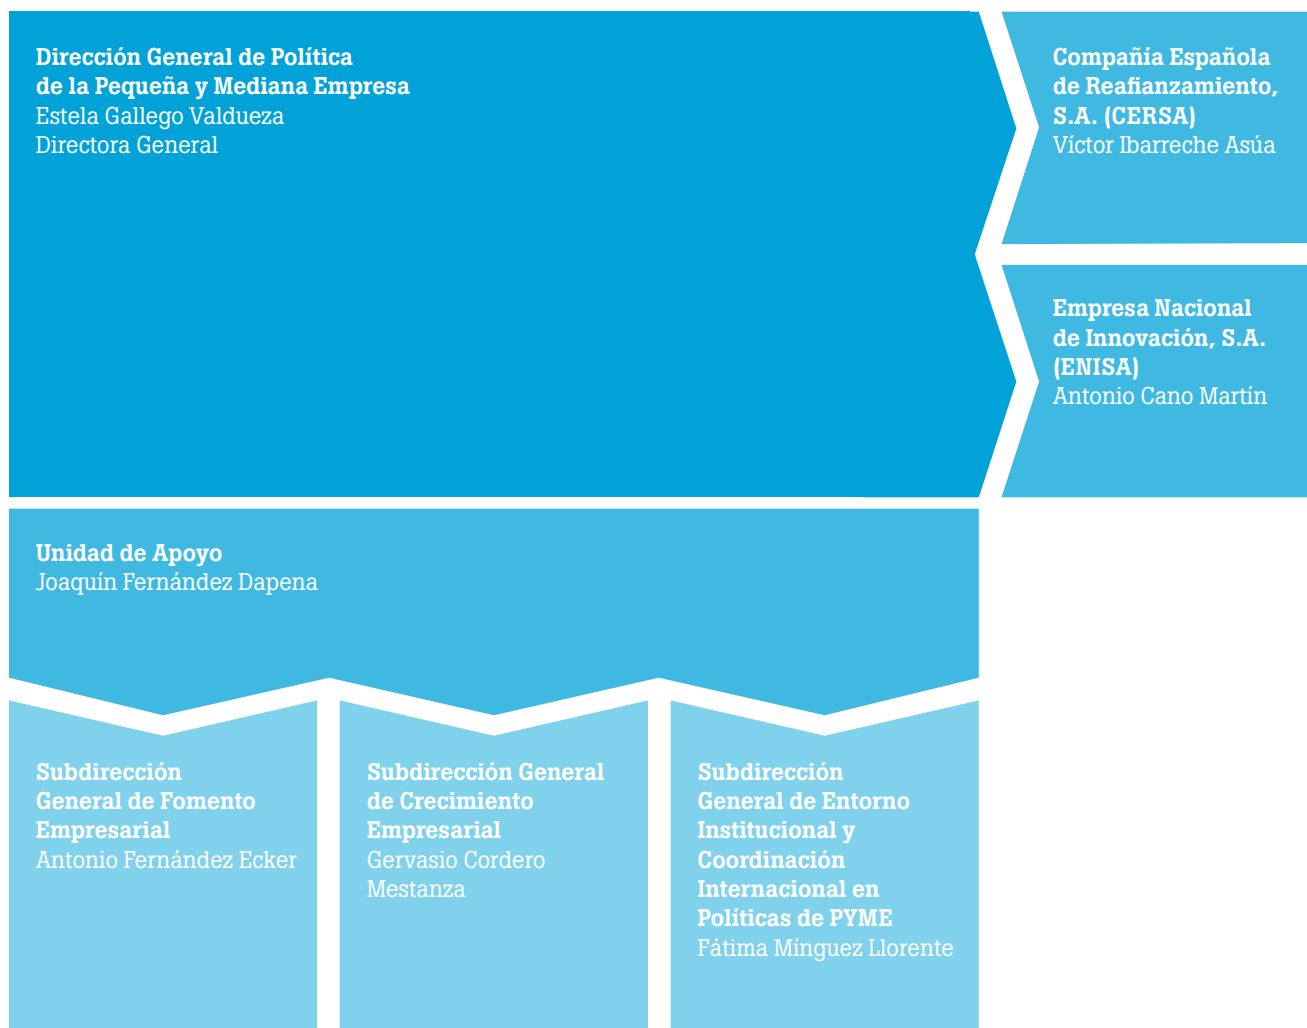 Dirección General de Política
de la Pequeña y Mediana Empresa
Estela Gallego Valdueza
Directora General
Compañía Española
de Reafianzamiento,
S.A. (CERSA)
Víctor Ibarreche Asúa
Empresa Nacional
de Innovación, S.A.
(ENISA)
Antonio Cano Martín
Unidad de Apoyo
Joaquín Fernández Dapena
Subdirección
General de Fomento
Empresarial
Antonio Fernández Ecker
Subdirección General
de Crecimiento
Empresarial
Gervasio Cordero
Mestanza
Subdirección
General de Entorno
Institucional y
Coordinación
Internacional en
Políticas de PYME
Fátima Mínguez Llorente